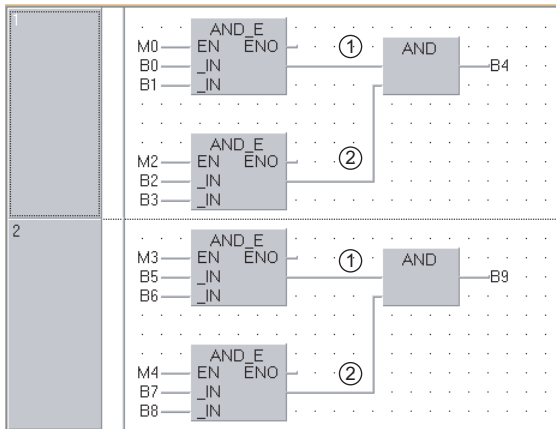 1
AND_E
M0 EN ENO ① AND
B0 _IN B4
B1 _IN
AND_E
M2 EN ENO ②
B2 _IN
B3 _IN
2
AND_E
M3 EN ENO ① AND
B5 _IN B9
B6 _IN
AND_E
M4 EN ENO ②
B7 _IN
B8 _IN